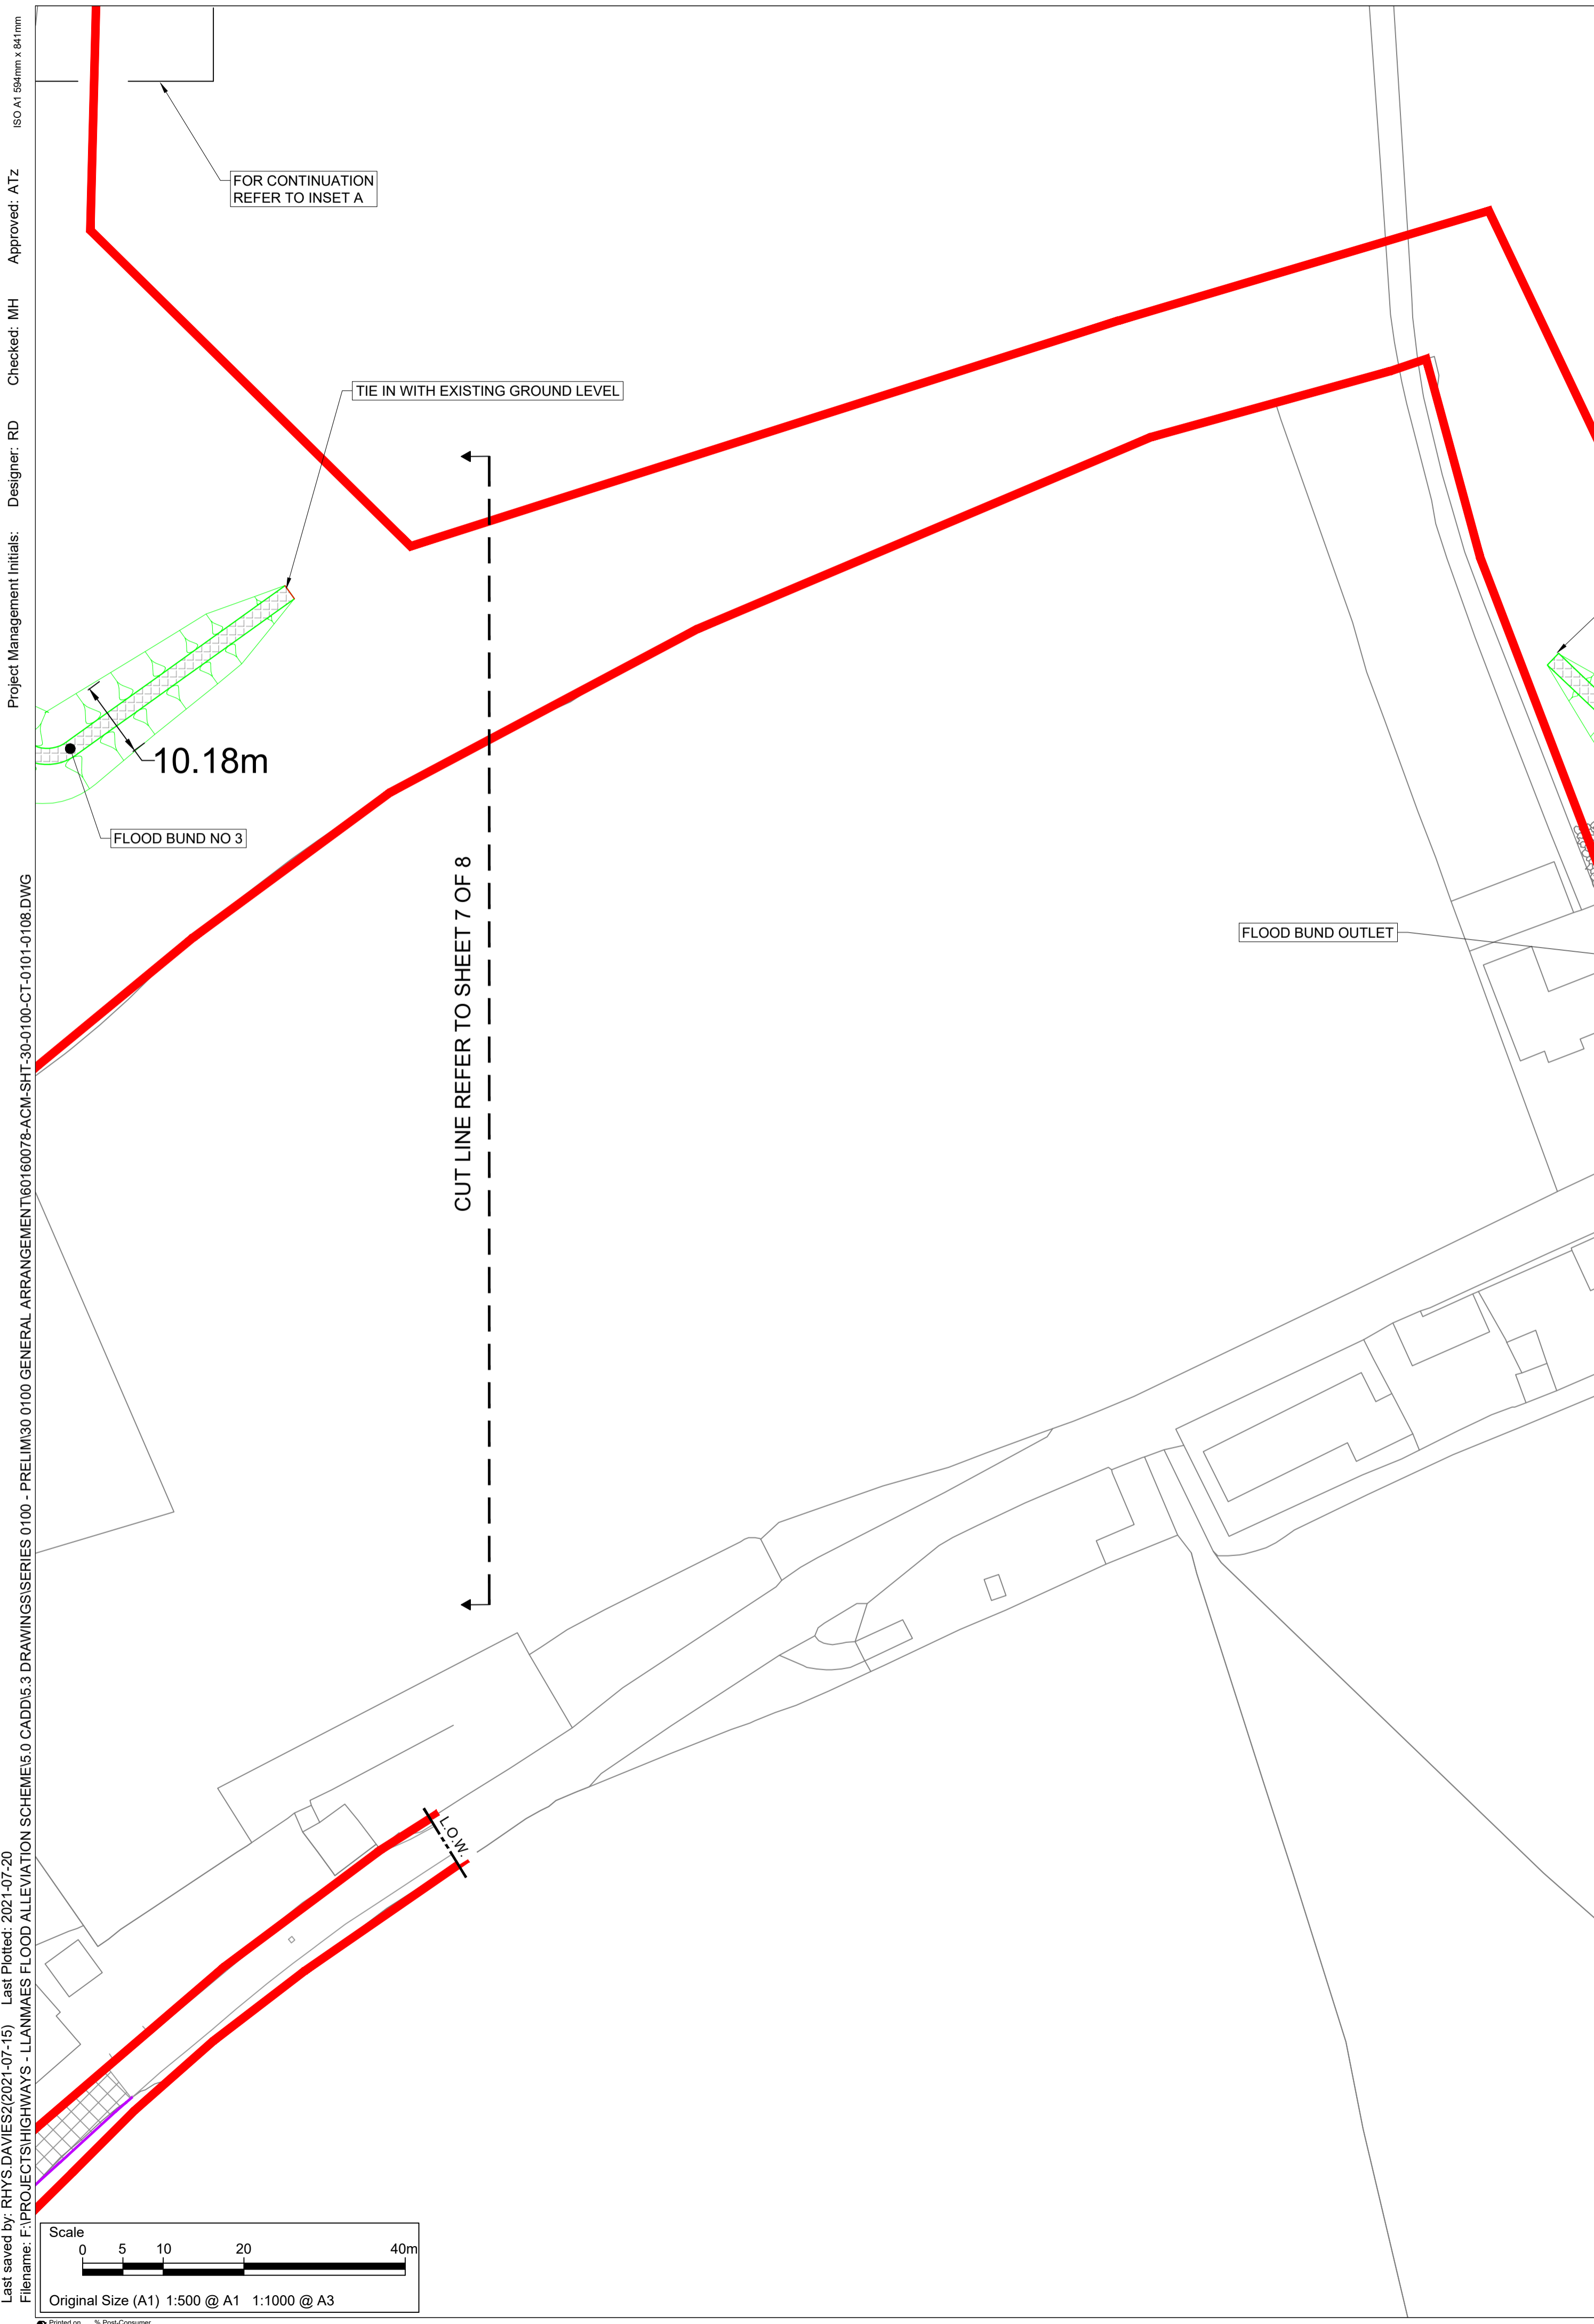 ISO A1 594mm x 841mm
Project Management Initials: Designer: RD Checked: MH Approved: ATz
Last saved by: RHYS.DAVIES2(2021-07-15) Last Plotted: 2021-07-20
Filename: F:\PROJECTS\HIGHWAYS - LLANMAES FLOOD ALLEVIATION SCHEME\5.0 CADD\5.3 DRAWINGS\SERIES 0100 - PRELIM\30 0100 GENERAL ARRANGEMENT\60160078-ACM-SHT-30-0100-CT-0101-0108.DWG
FOR CONTINUATION
REFER TO INSET A
TIE IN WITH EXISTING GROUND LEVEL
10.18m
FLOOD BUND NO 3
CUT LINE REFER TO SHEET 7 OF 8
FLOOD BUND OUTLET
L.O.W.
Scale
0 5 10 20 40m
Original Size (A1) 1:500 @ A1 1:1000 @ A3
Printed on % Post-Consumer